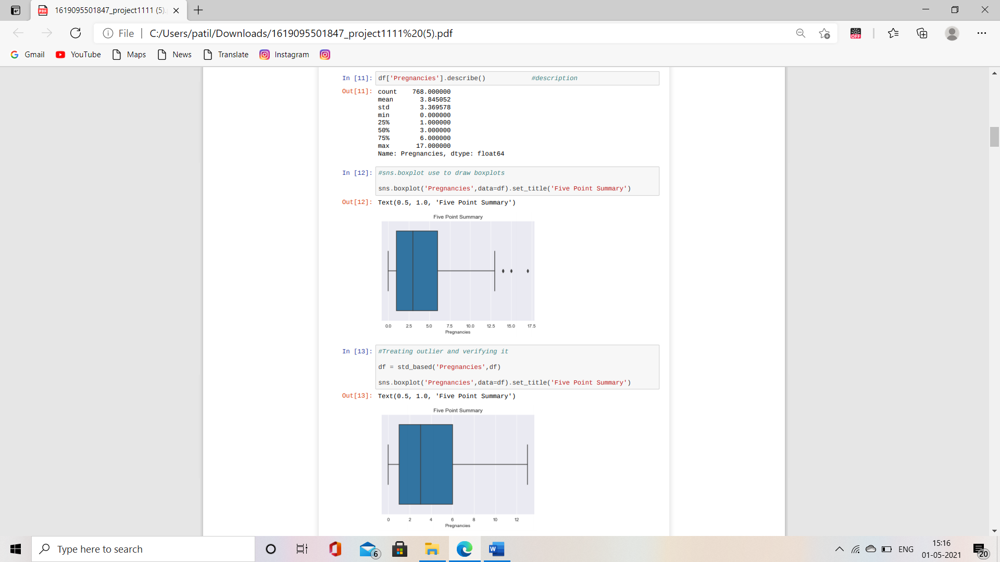 1619095501847_project1111 (5).
File
C:/Users/patil/Downloads/1619095501847_project1111%20(5).pdf
OFF
Gmail
YouTube
Maps
News
Translate
Instagram
In [11]: df['Pregnancies'].describe() #description
Out[11]: count 768.000000
mean 3.845052
std 3.369578
min 0.000000
25% 1.000000
50% 3.000000
75% 6.000000
max 17.000000
Name: Pregnancies, dtype: float64
In [12]: #sns.boxplot use to draw boxplots
sns.boxplot('Pregnancies',data=df).set_title('Five Point Summary')
Out[12]: Text(0.5, 1.0, 'Five Point Summary')
Five Point Summary
0.0 2.5 5.0 7.5 10.0 12.5 15.0 17.5
Pregnancies
In [13]: #Treating outlier and verifying it
df = std_based('Pregnancies',df)
sns.boxplot('Pregnancies',data=df).set_title('Five Point Summary')
Out[13]: Text(0.5, 1.0, 'Five Point Summary')
Five Point Summary
0 2 4 6 8 10 12
Pregnancies
Type here to search
6
W
ENG
15:16
01-05-2021
20